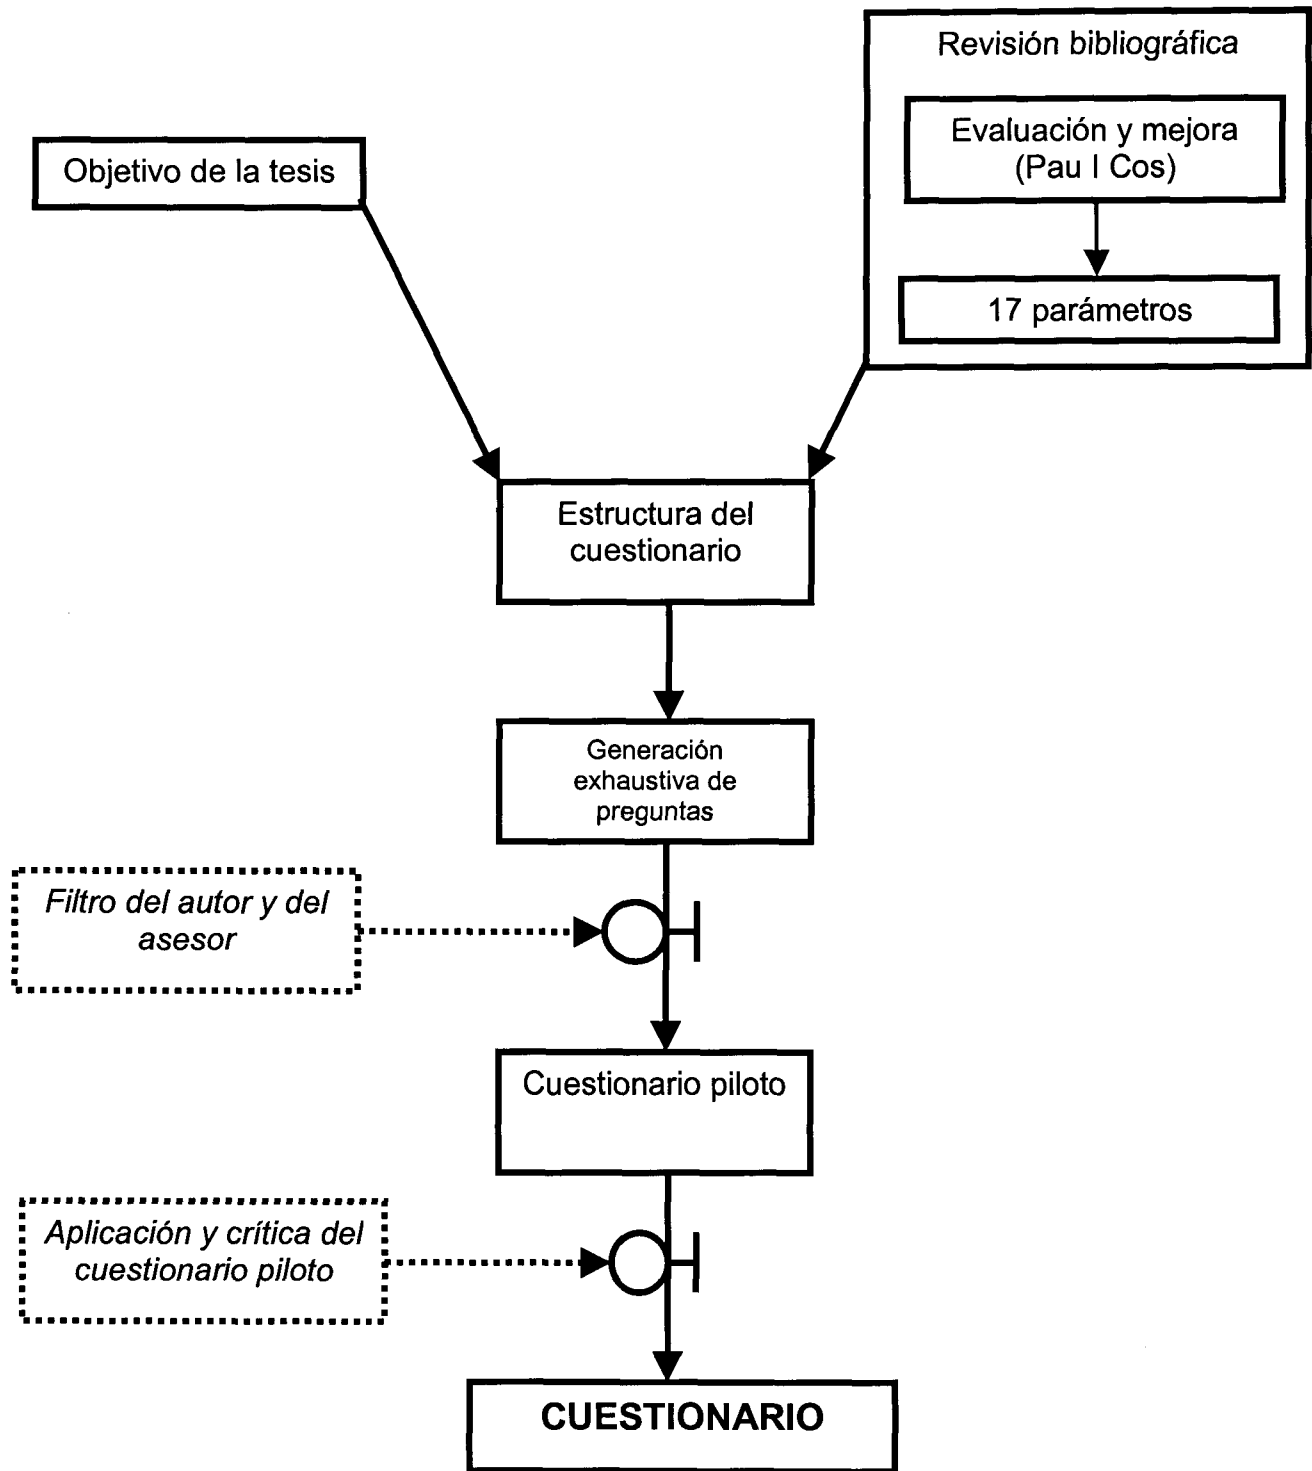 Revisión bibliográfica
Evaluación y mejora
(Pau I Cos)
Objetivo de la tesis
17 parámetros
Estructura del
cuestionario
Generación
exhaustiva de
preguntas
Filtro del autor y del
asesor
Cuestionario piloto
Aplicación y crítica del
cuestionario piloto
CUESTIONARIO